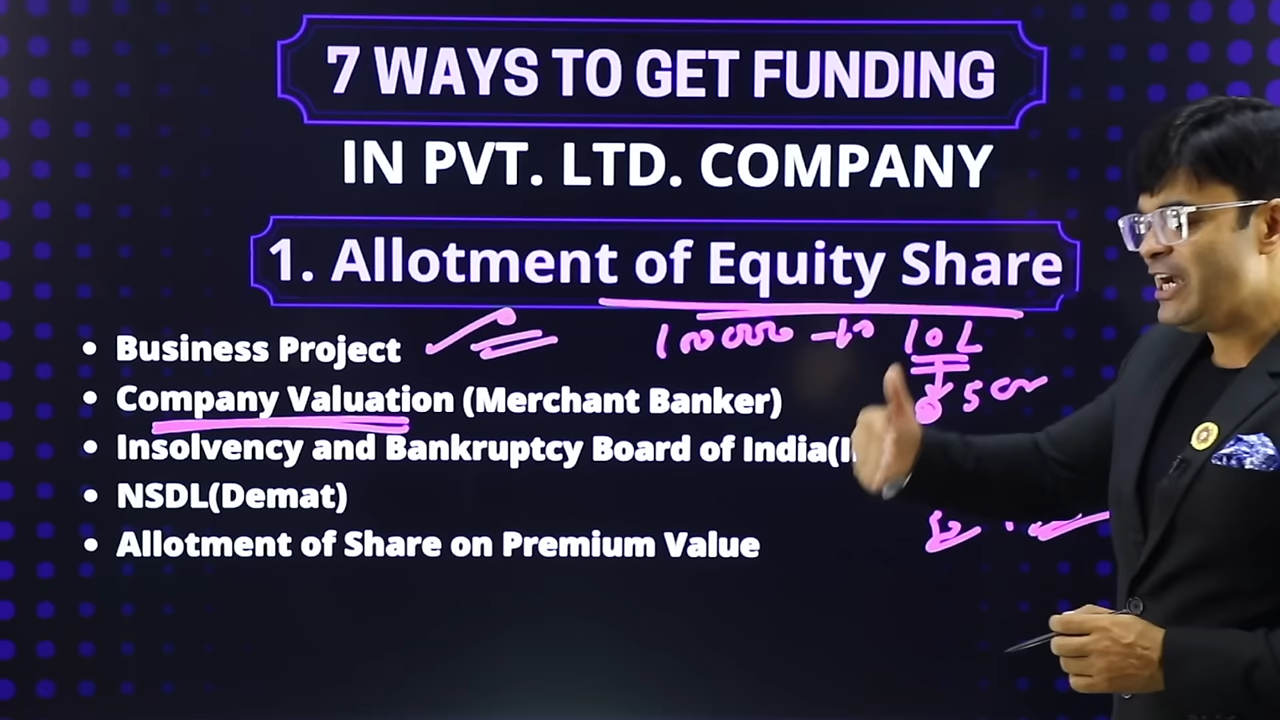 7 WAYS TO GET FUNDING
IN PVT. LTD. COMPANY
1. Allotment of Equity Share
• Business Project
• Company Valuation (Merchant Banker)
• Insolvency and Bankruptcy Board of India(
• NSDL(Demat)
• Allotment of Share on Premium Value